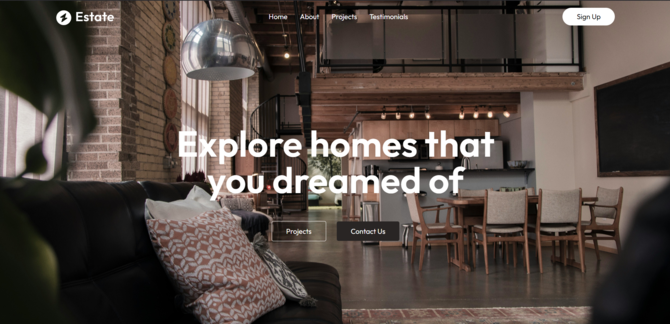 Estate
Home About Projects Testimonials
Sign Up
Explore homes that
you dreamed of
Projects
Contact Us